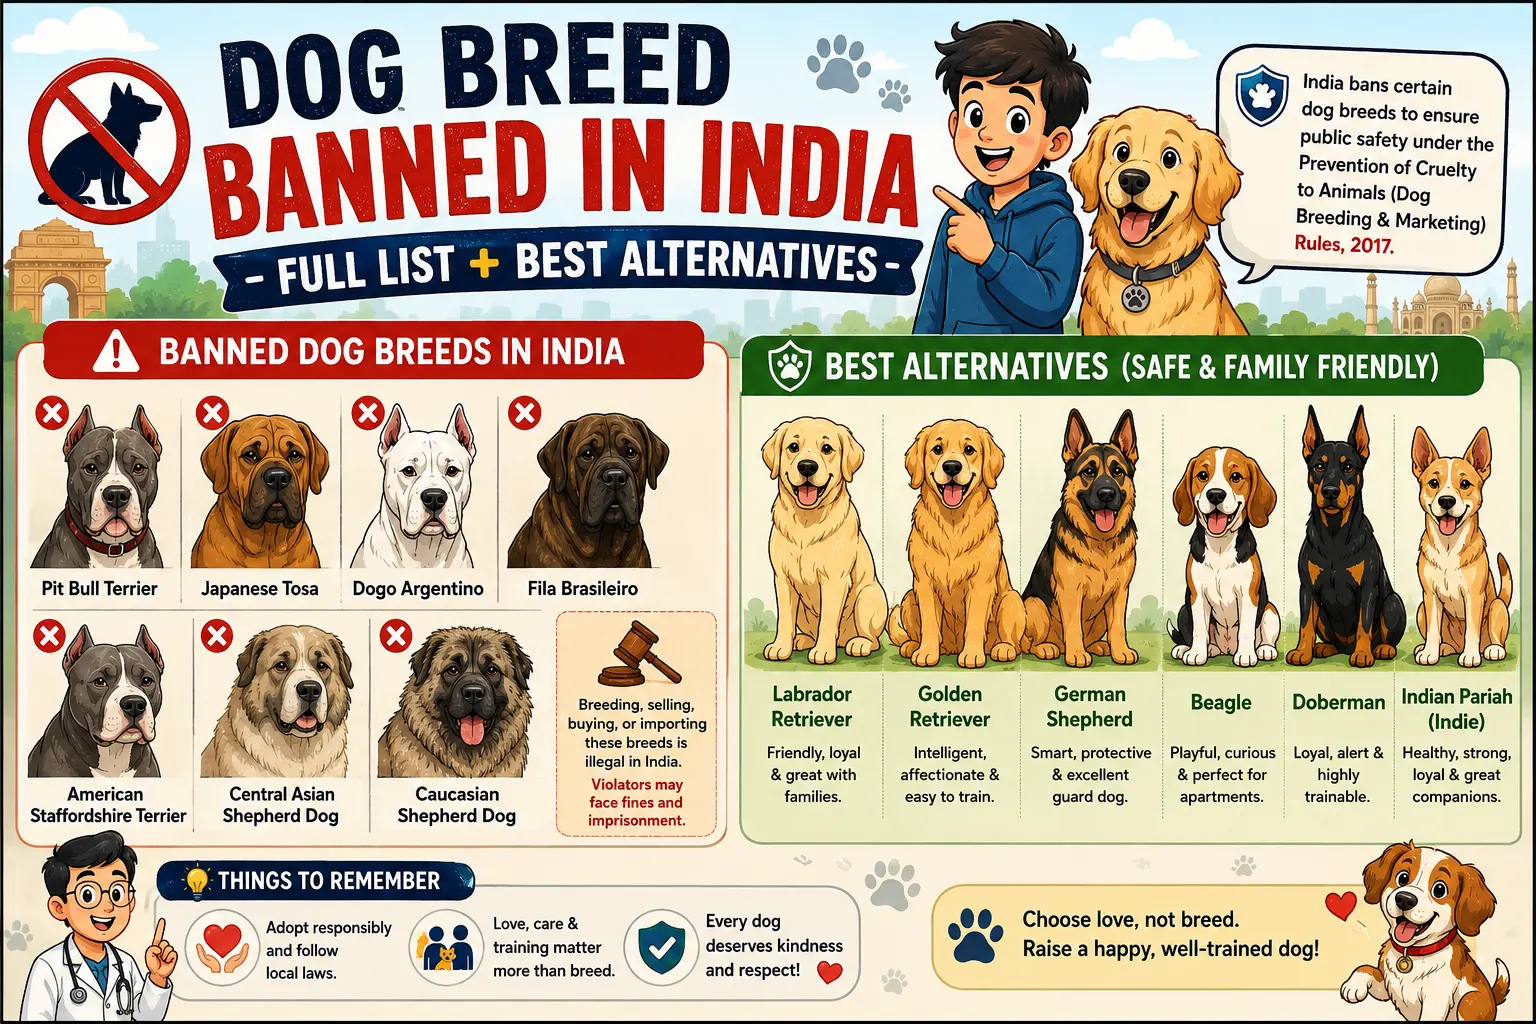 DOG BREED
BANNED IN INDIA
- FULL LIST + BEST ALTERNATIVES -
India bans certain
dog breeds to ensure
public safety under the
Prevention of Cruelty
to Animals (Dog
Breeding & Marketing)
Rules, 2017.
BANNED DOG BREEDS IN INDIA
Pit Bull Terrier
Japanese Tosa
Dogo Argentino
Fila Brasileiro
American
Staffordshire Terrier
Central Asian
Shepherd Dog
Caucasian
Shepherd Dog
Breeding, selling,
buying, or importing
these breeds is
illegal in India.
Violators may
face fines and
imprisonment.
BEST ALTERNATIVES (SAFE & FAMILY FRIENDLY)
Labrador
Retriever
Friendly, loyal
& great with
families.
Golden
Retriever
Intelligent,
affectionate &
easy to train.
German
Shepherd
Smart, protective
& excellent
guard dog.
Beagle
Playful, curious
& perfect for
apartments.
Doberman
Loyal, alert &
highly
trainable.
Indian Pariah
(Indie)
Healthy, strong,
loyal & great
companions.
THINGS TO REMEMBER
Adopt responsibly
and follow
local laws.
Love, care &
training matter
more than breed.
Every dog
deserves kindness
and respect!
Choose love, not breed.
Raise a happy, well-trained dog!